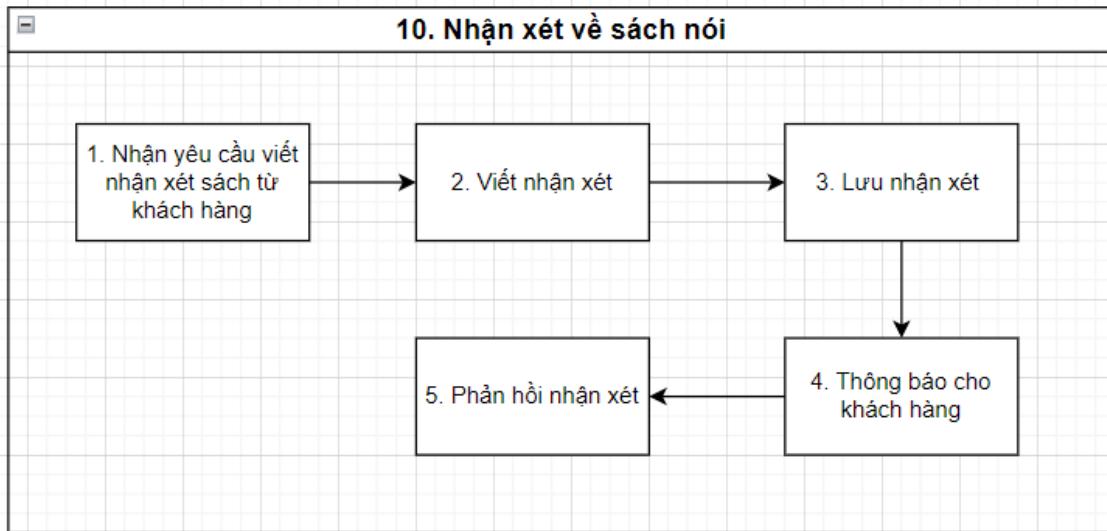 10. Nhận xét về sách nói
1. Nhận yêu cầu viết
nhận xét sách từ
khách hàng
2. Viết nhận xét
3. Lưu nhận xét
4. Thông báo cho
khách hàng
5. Phản hồi nhận xét